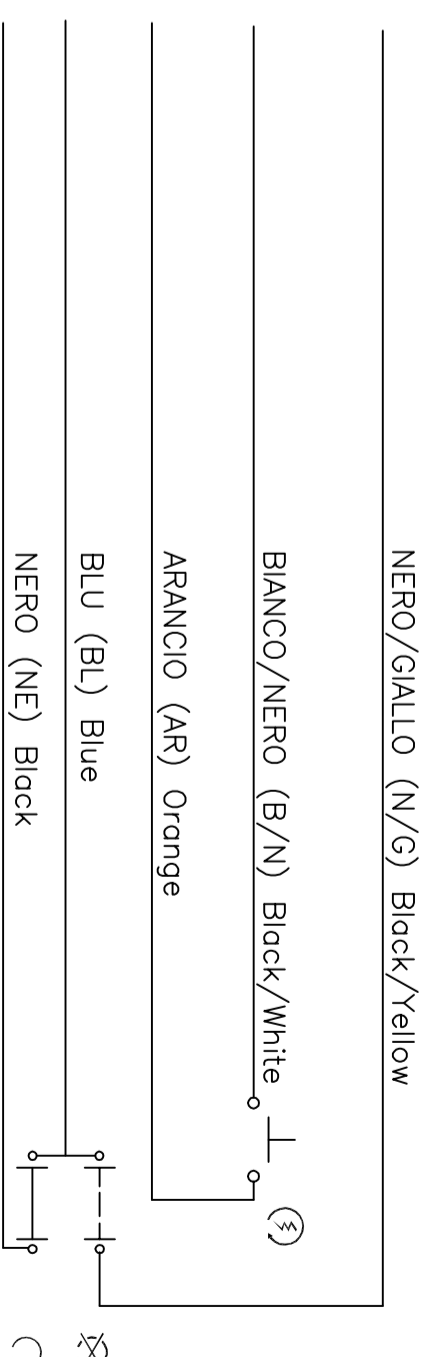 NERO/GIALLO (N/G) Black/Yellow
BIANCO/NERO (B/N) Black/White
ARANCIO (AR) Orange
BLU (BL) Blue
NERO (NE) Black